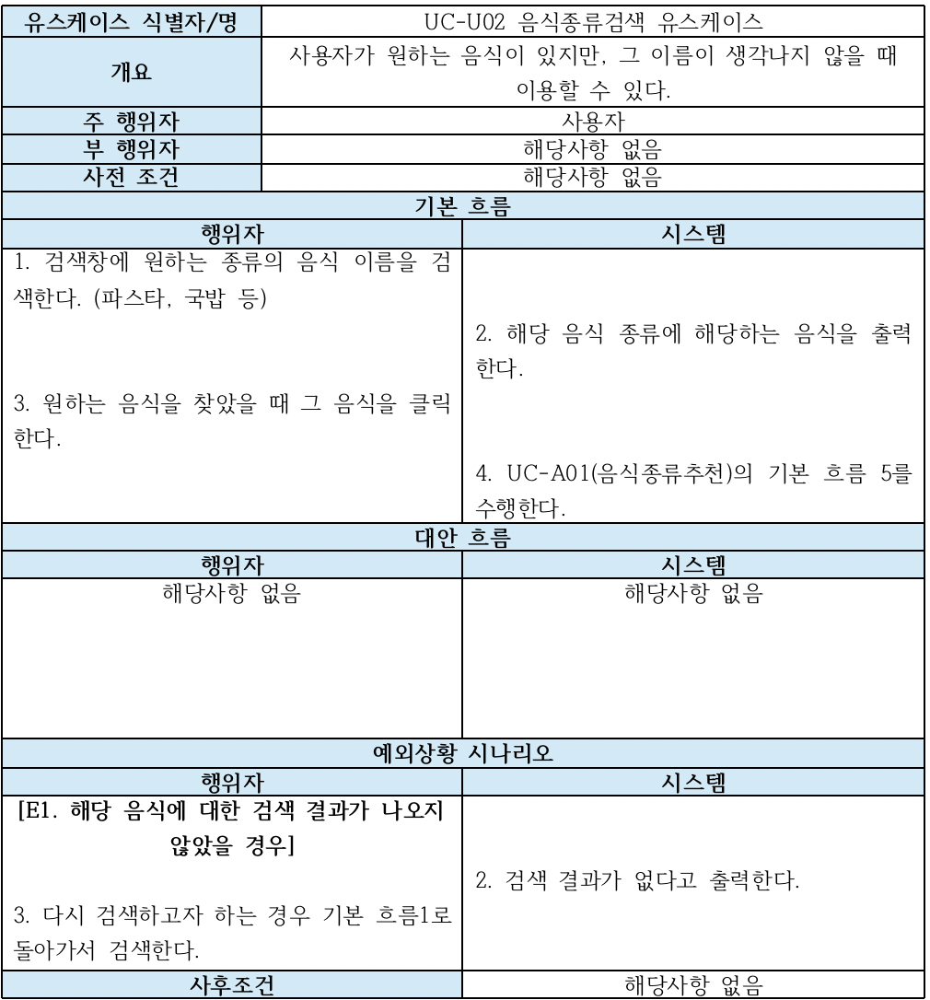 유스케이스 식별자/명 UC-U02 음식종류검색 유스케이스
개요 사용자가 원하는 음식이 있지만, 그 이름이 생각나지 않을 때
이용할 수 있다.
주 행위자 사용자
부 행위자 해당사항 없음
사전 조건 해당사항 없음
기본 흐름
행위자 시스템
1. 검색창에 원하는 종류의 음식 이름을 검
색한다. (파스타, 국밥 등)
2. 해당 음식 종류에 해당하는 음식을 출력
한다.
3. 원하는 음식을 찾았을 때 그 음식을 클릭
한다.
4. UC-A01(음식종류추천)의 기본 흐름 5를
수행한다.
대안 흐름
행위자 시스템
해당사항 없음 해당사항 없음
예외상황 시나리오
행위자 시스템
[E1. 해당 음식에 대한 검색 결과가 나오지
않았을 경우]
2. 검색 결과가 없다고 출력한다.
3. 다시 검색하고자 하는 경우 기본 흐름1로
돌아가서 검색한다.
사후조건 해당사항 없음